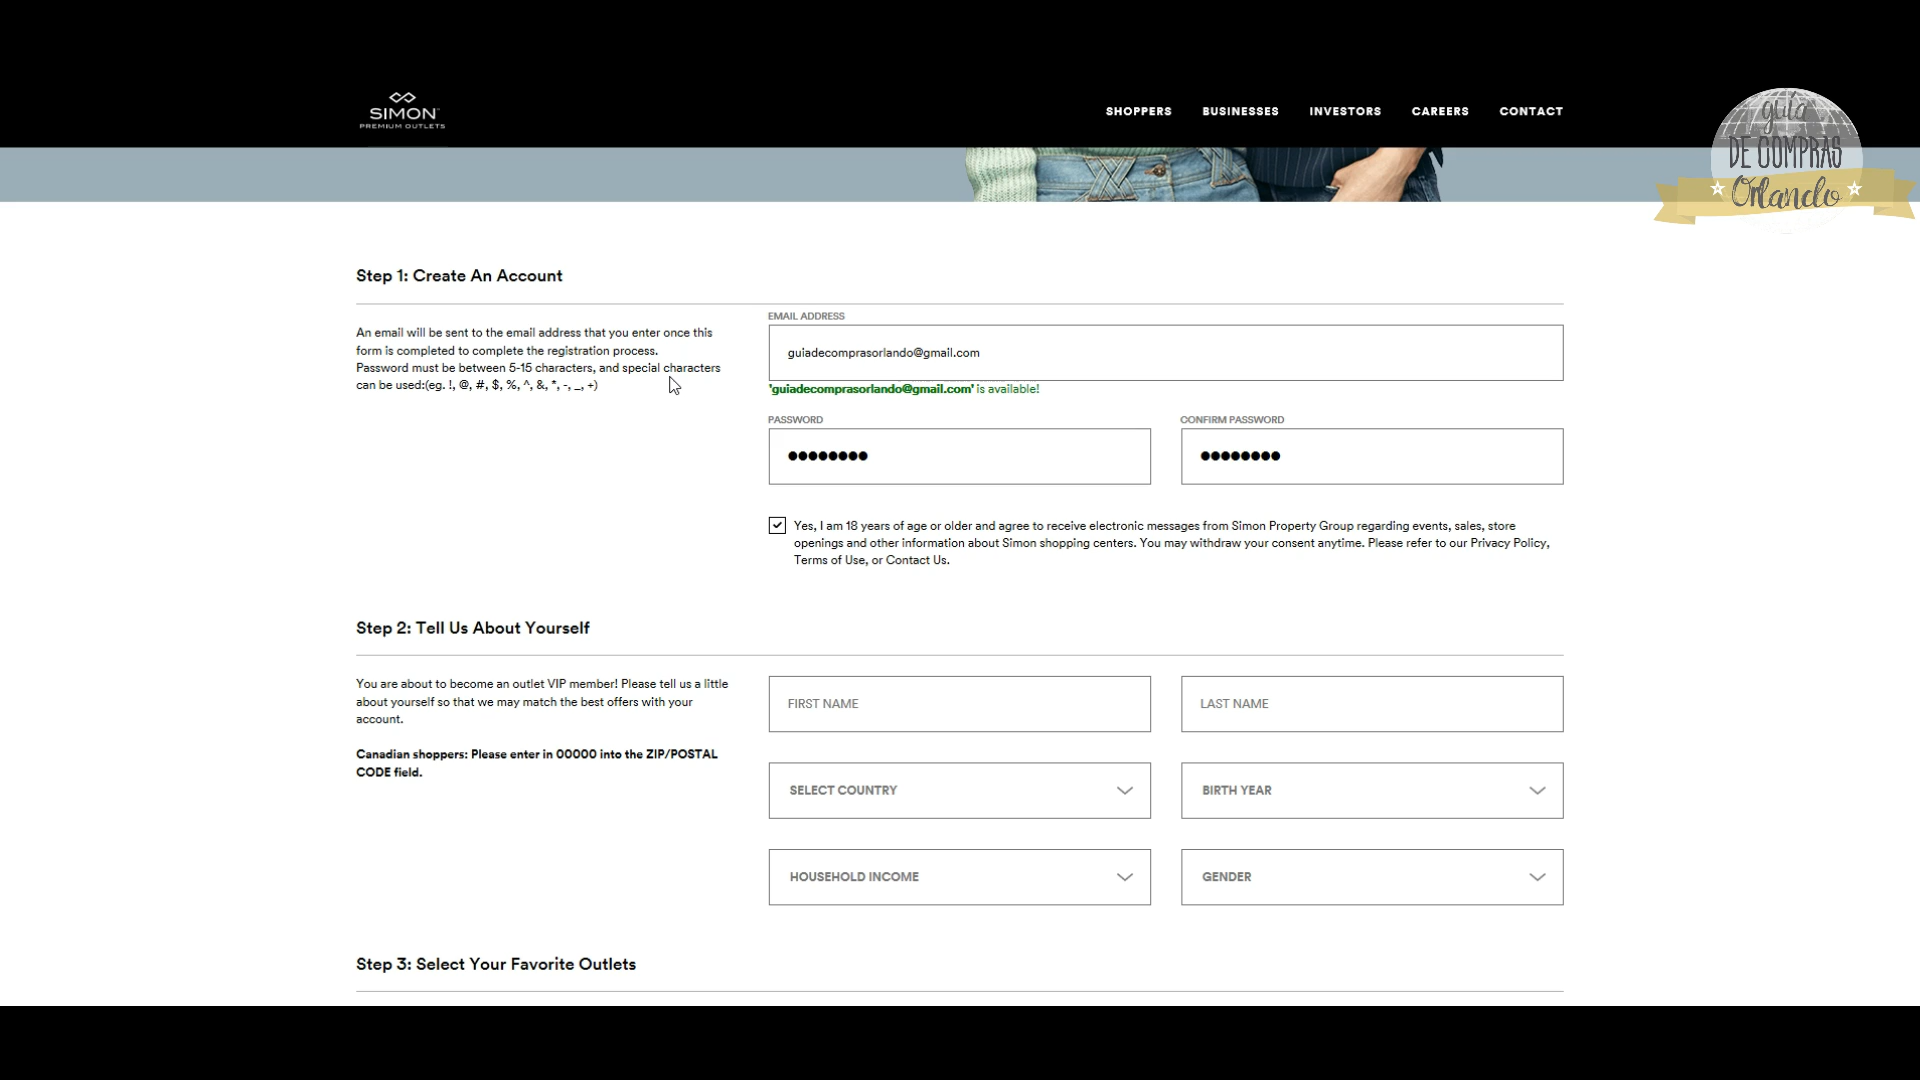 SIMON
PREMIUM OUTLETS
SHOPPERS
BUSINESSES
INVESTORS
CAREERS
CONTACT
guía
DE COMPRAS
Orlando
Step 1: Create An Account
An email will be sent to the email address that you enter once this
form is completed to complete the registration process.
Password must be between 5-15 characters, and special characters
can be used:(eg. !, @, #, $, %, ^, &, *, -, _, +)
EMAIL ADDRESS
guiadecomprasorlando@gmail.com
'guiadecomprasorlando@gmail.com' is available!
PASSWORD
CONFIRM PASSWORD
Yes, I am 18 years of age or older and agree to receive electronic messages from Simon Property Group regarding events, sales, store
openings and other information about Simon shopping centers. You may withdraw your consent anytime. Please refer to our Privacy Policy,
Terms of Use, or Contact Us.
Step 2: Tell Us About Yourself
You are about to become an outlet VIP member! Please tell us a little
about yourself so that we may match the best offers with your
account.
Canadian shoppers: Please enter in 00000 into the ZIP/POSTAL
CODE field.
FIRST NAME
LAST NAME
SELECT COUNTRY
BIRTH YEAR
HOUSEHOLD INCOME
GENDER
Step 3: Select Your Favorite Outlets